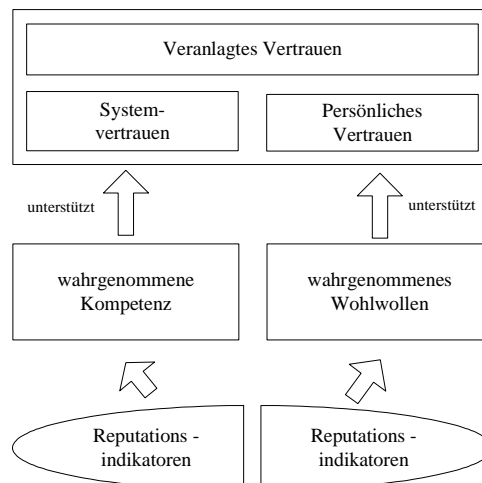 Veranlagtes Vertrauen
System-
vertrauen
Persönliches
Vertrauen
unterstützt
unterstützt
wahrgenommene
Kompetenz
wahrgenommenes
Wohlwollen
Reputations -
indikatoren
Reputations -
indikatoren